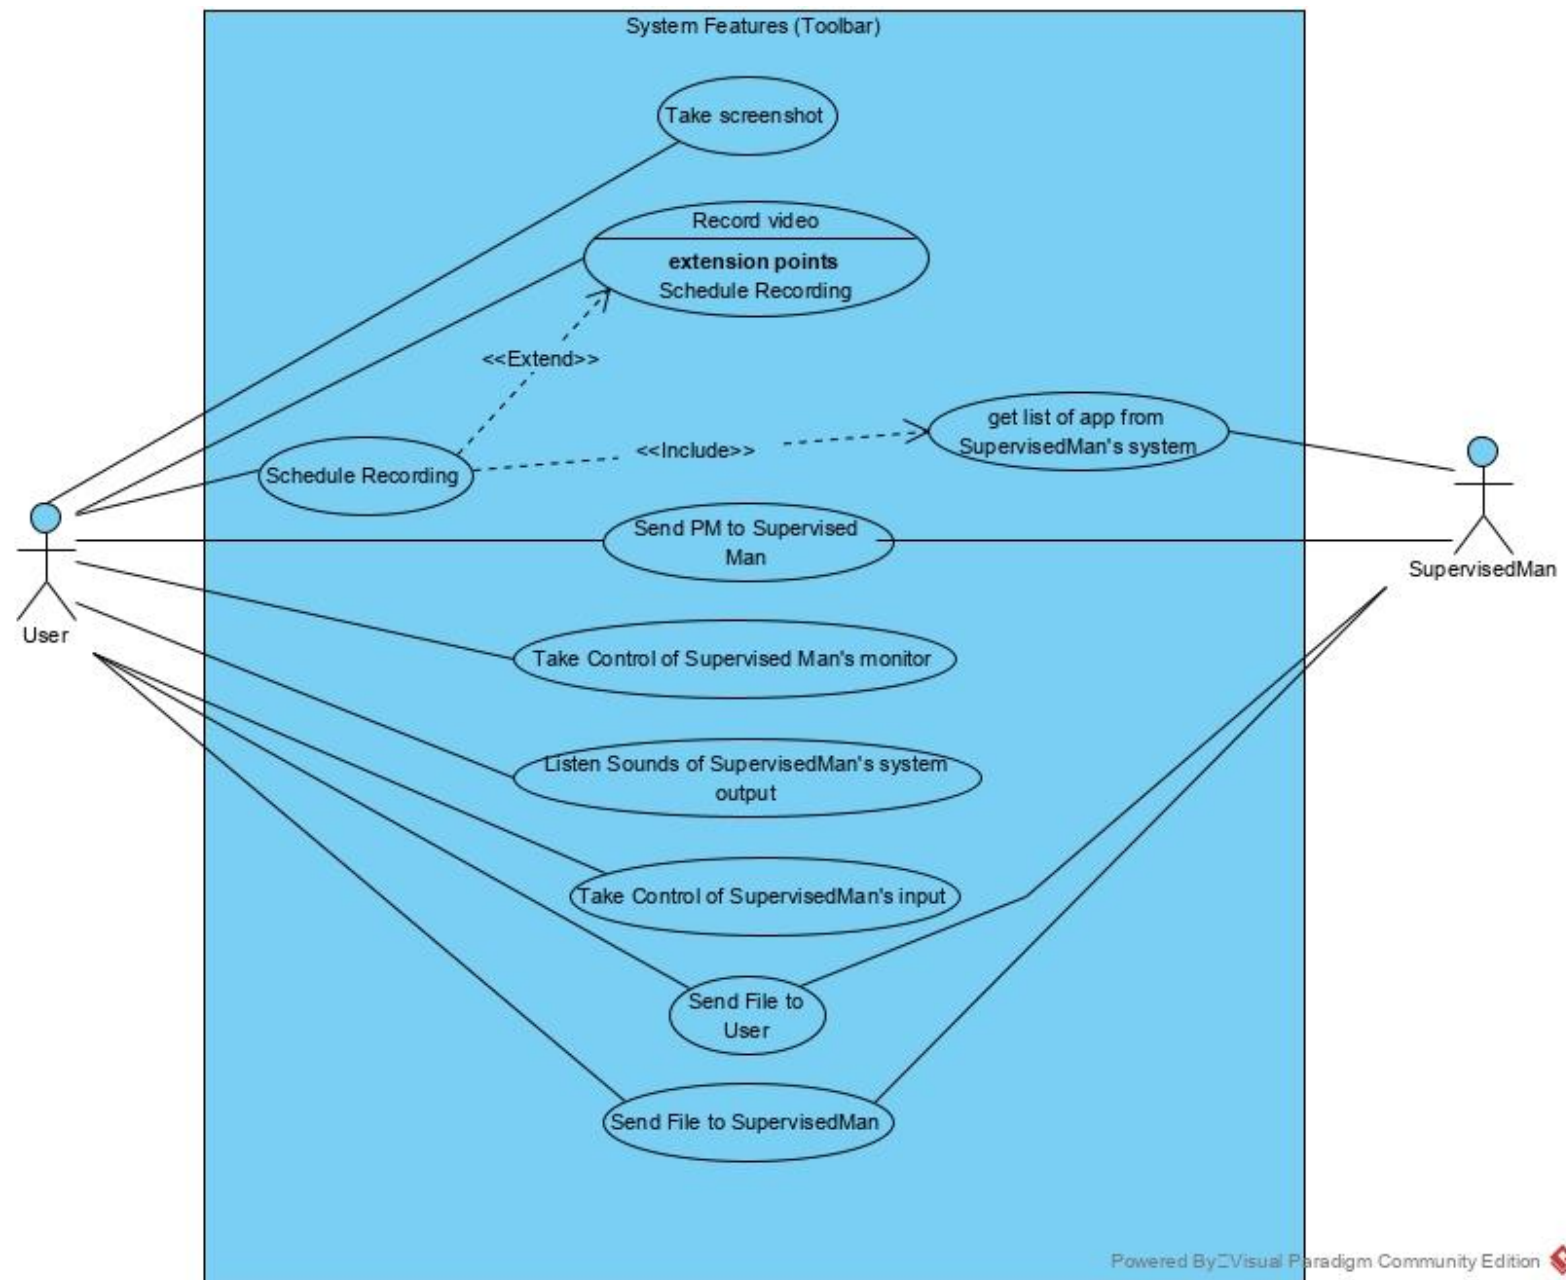 System Features (Toolbar)
Take screenshot
Record video
extension points
Schedule Recording
<<Extend>>
get list of app from
SupervisedMan's system
<<Include>>
Schedule Recording
Send PM to Supervised
Man
SupervisedMan
User
Take Control of Supervised Man's monitor
Listen Sounds of SupervisedMan's system
output
Take Control of SupervisedMan's input
Send File to
User
Send File to SupervisedMan
Powered By Visual Paradigm Community Edition